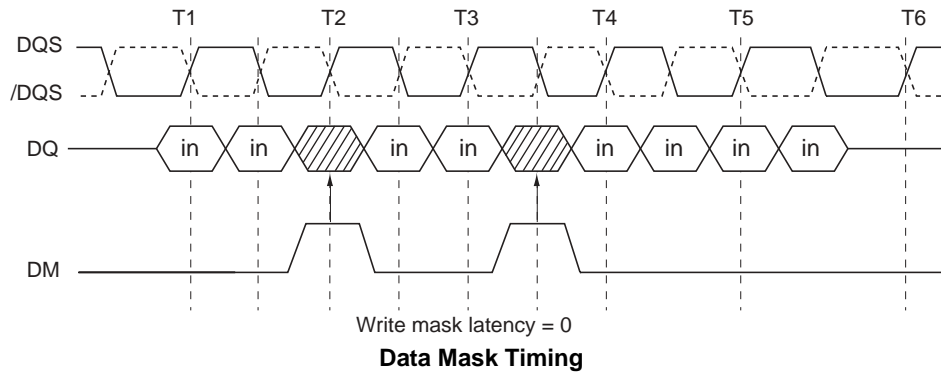 T1 T2 T3 T4 T5 T6
DQS
/DQS
DQ in in in in in in in in
DM
Write mask latency = 0
Data Mask Timing